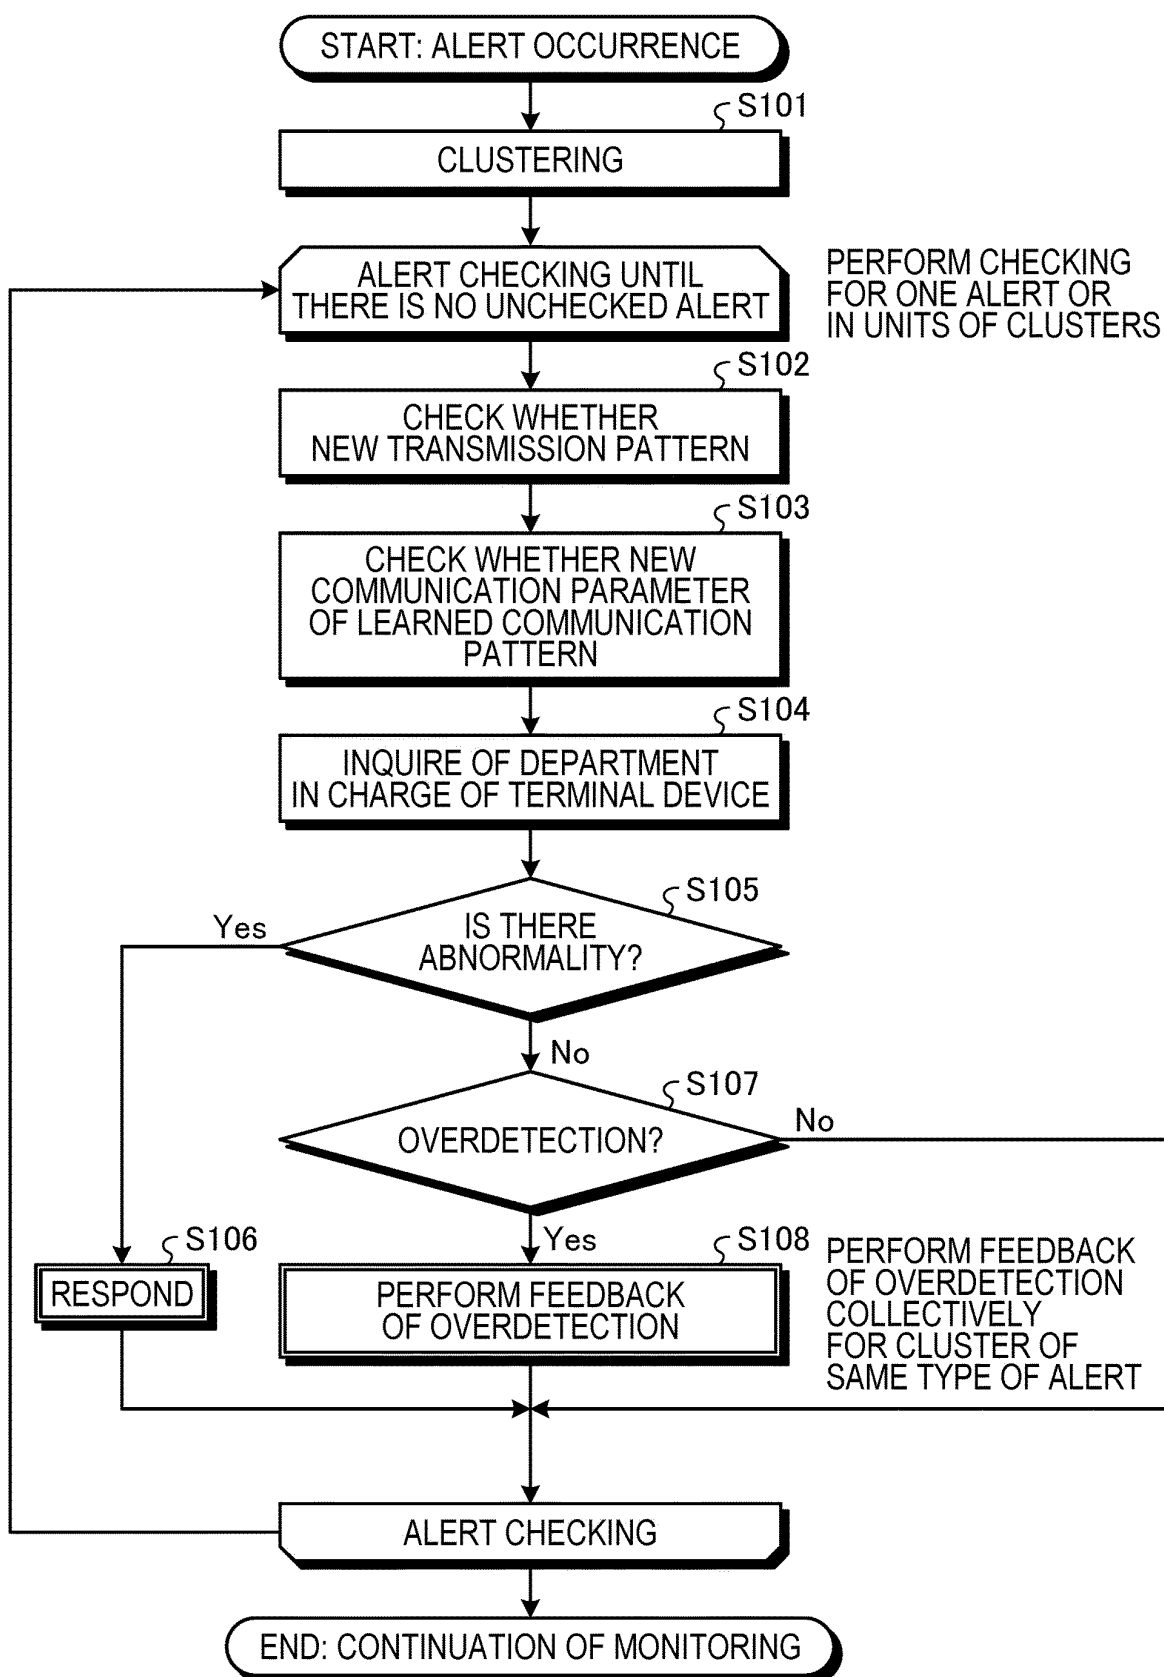 START: ALERT OCCURRENCE
S101
CLUSTERING
ALERT CHECKING UNTIL
THERE IS NO UNCHECKED ALERT
PERFORM CHECKING
FOR ONE ALERT OR
IN UNITS OF CLUSTERS
S102
CHECK WHETHER
NEW TRANSMISSION PATTERN
S103
CHECK WHETHER NEW
COMMUNICATION PARAMETER
OF LEARNED COMMUNICATION
PATTERN
S104
INQUIRE OF DEPARTMENT
IN CHARGE OF TERMINAL DEVICE
S105
Yes
IS THERE
ABNORMALITY?
No
S107
OVERDETECTION?
No
Yes
S106
RESPOND
S108
PERFORM FEEDBACK
OF OVERDETECTION
PERFORM FEEDBACK
OF OVERDETECTION
COLLECTIVELY
FOR CLUSTER OF
SAME TYPE OF ALERT
ALERT CHECKING
END: CONTINUATION OF MONITORING